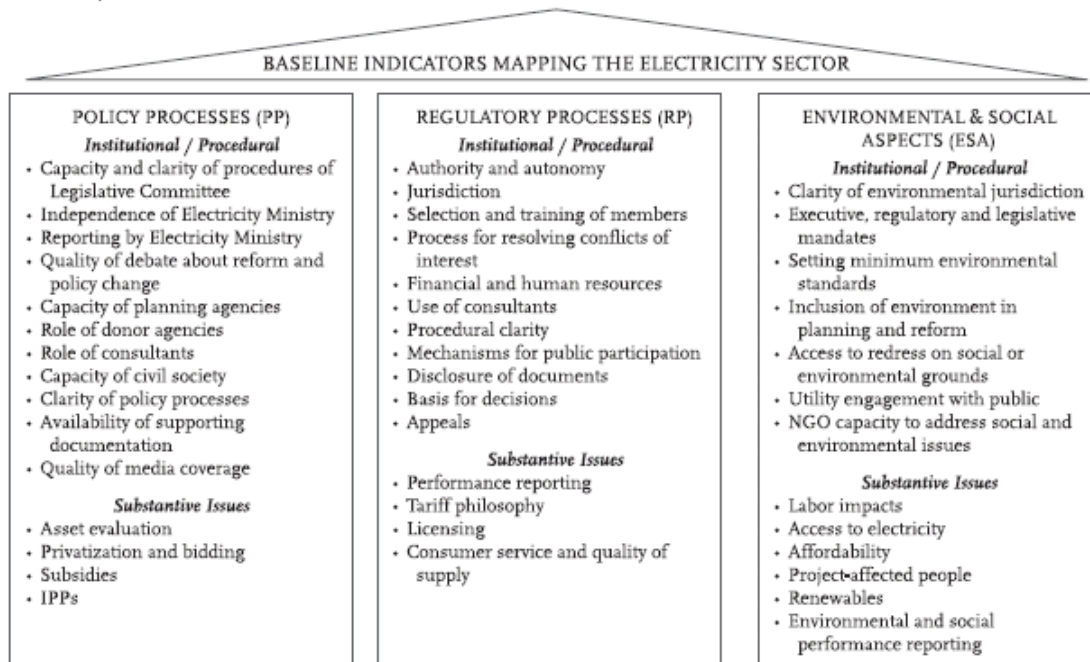 BASELINE INDICATORS MAPPING THE ELECTRICITY SECTOR
POLICY PROCESSES (PP)
Institutional / Procedural
• Capacity and clarity of procedures of
Legislative Committee
• Independence of Electricity Ministry
• Reporting by Electricity Ministry
• Quality of debate about reform and
policy change
• Capacity of planning agencies
• Role of donor agencies
• Role of consultants
• Capacity of civil society
• Clarity of policy processes
• Availability of supporting
documentation
• Quality of media coverage
Substantive Issues
• Asset evaluation
• Privatization and bidding
• Subsidies
• IPPs
REGULATORY PROCESSES (RP)
Institutional / Procedural
• Authority and autonomy
• Jurisdiction
• Selection and training of members
• Process for resolving conflicts of
interest
• Financial and human resources
• Use of consultants
• Procedural clarity
• Mechanisms for public participation
• Disclosure of documents
• Basis for decisions
• Appeals
Substantive Issues
• Performance reporting
• Tariff philosophy
• Licensing
• Consumer service and quality of
supply
ENVIRONMENTAL & SOCIAL
ASPECTS (ESA)
Institutional / Procedural
• Clarity of environmental jurisdiction
• Executive, regulatory and legislative
mandates
• Setting minimum environmental
standards
• Inclusion of environment in
planning and reform
• Access to redress on social or
environmental grounds
• Utility engagement with public
• NGO capacity to address social and
environmental issues
Substantive Issues
• Labor impacts
• Access to electricity
• Affordability
• Project-affected people
• Renewables
• Environmental and social
performance reporting